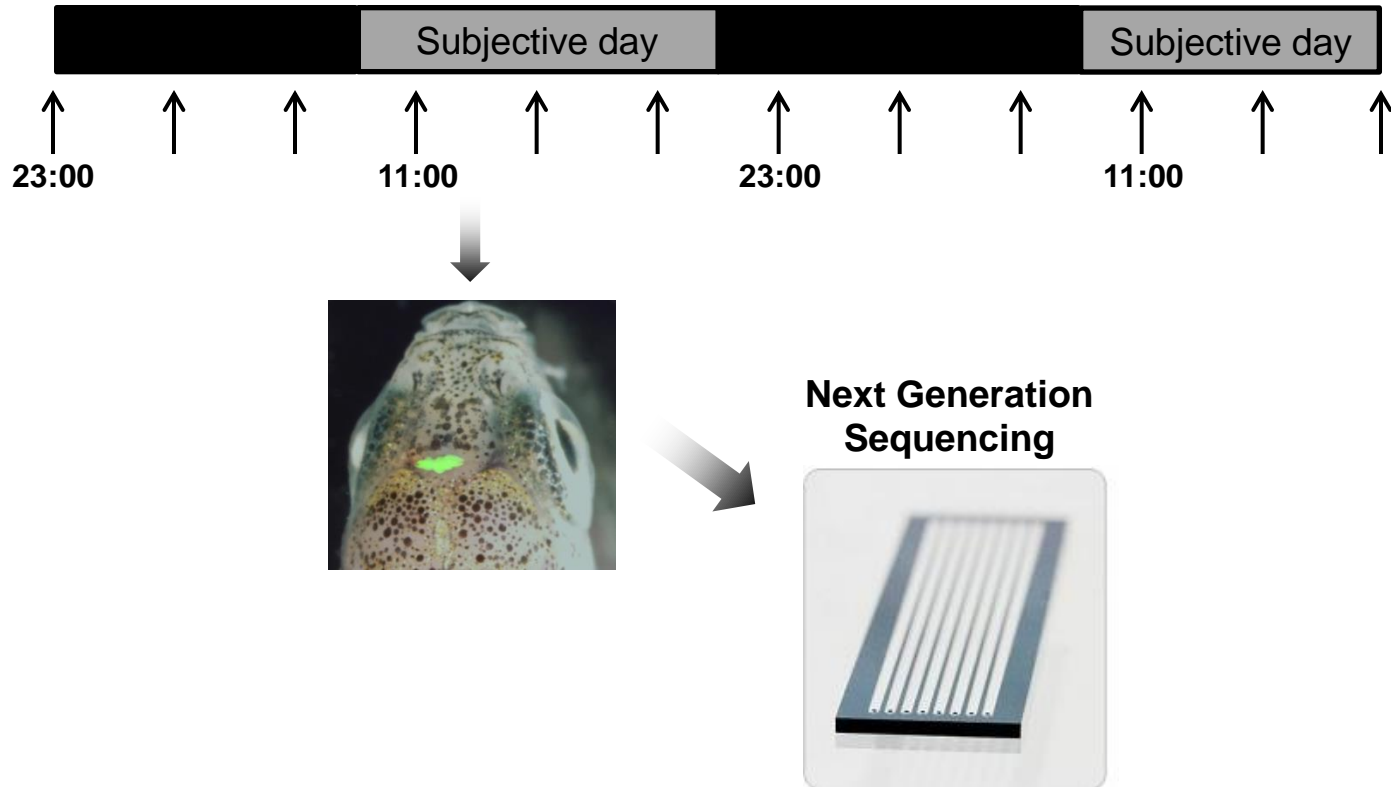 Subjective day Subjective day
23:00 11:00 23:00 11:00
Next Generation
Sequencing